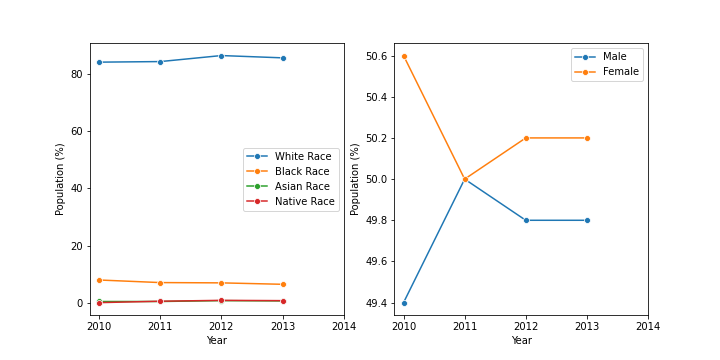 Population (%)
80
60
40
20
0
2010 2011 2012 2013 2014
Year
White Race
Black Race
Asian Race
Native Race
Population (%)
50.6
50.4
50.2
50.0
49.8
49.6
49.4
2010 2011 2012 2013 2014
Year
Male
Female